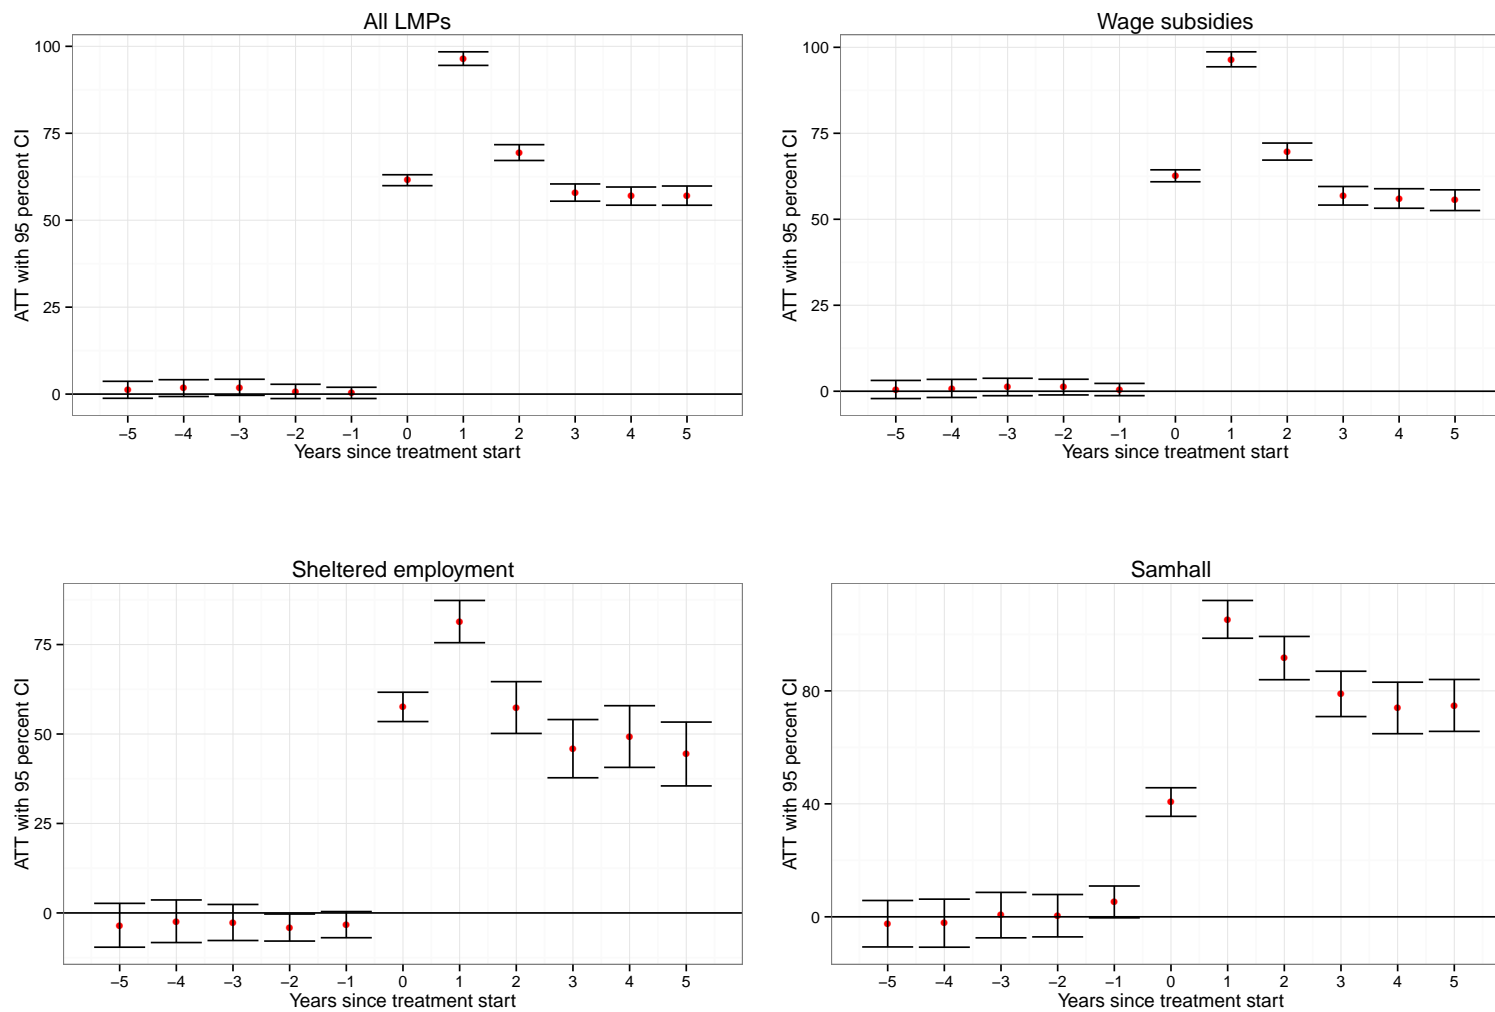 All LMPs
ATT with 95 percent CI
100
75
50
25
0
−5 −4 −3 −2 −1 0 1 2 3 4 5
Years since treatment start
Wage subsidies
ATT with 95 percent CI
100
75
50
25
0
−5 −4 −3 −2 −1 0 1 2 3 4 5
Years since treatment start
Sheltered employment
ATT with 95 percent CI
75
50
25
0
−5 −4 −3 −2 −1 0 1 2 3 4 5
Years since treatment start
Samhall
ATT with 95 percent CI
80
40
0
−5 −4 −3 −2 −1 0 1 2 3 4 5
Years since treatment start